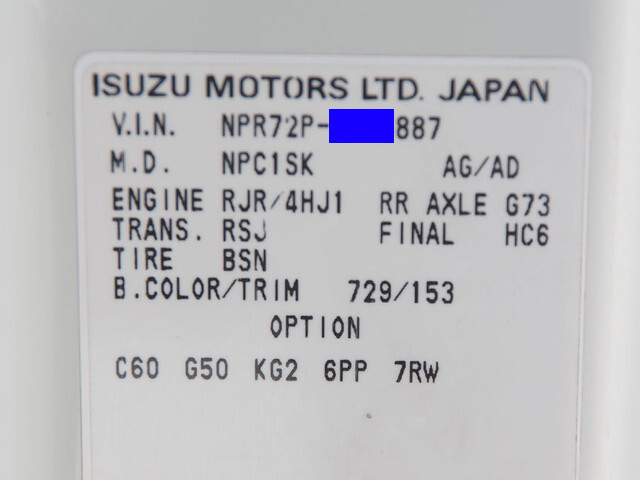 ISUZU MOTORS LTD. JAPAN
V.I.N. NPR72P-887
M.D. NPC1SK AG/AD
ENGINE RJR/4HJ1 RR AXLE G73
TRANS. RSJ FINAL HC6
TIRE BSN
B.COLOR/TRIM 729/153
OPTION
C60 G50 KG2 6PP 7RW